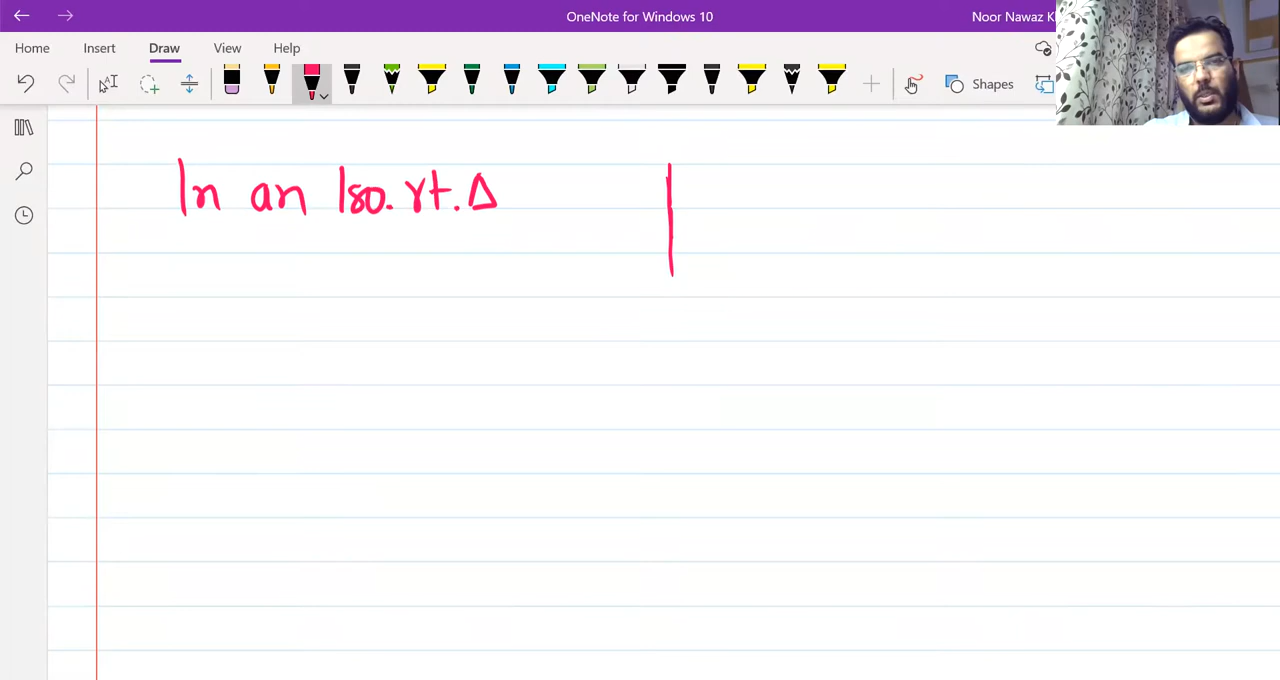 OneNote for Windows 10
Noor Nawaz K
Home Insert Draw View Help
Shapes
In an Iso. rt. Δ